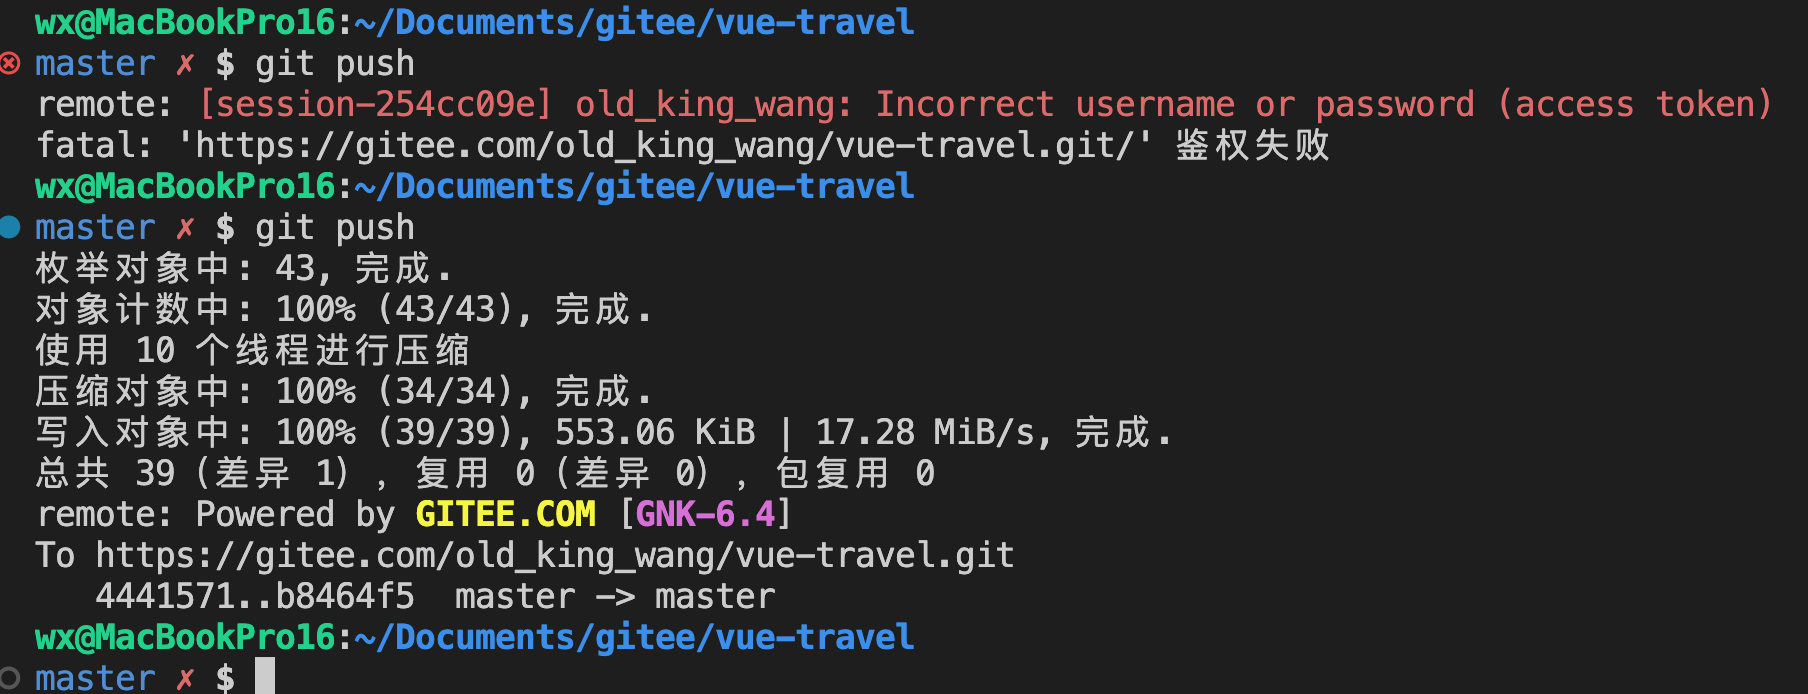 wx@MacBookPro16:~/Documents/gitee/vue-travel
master ✗ $ git push
remote: [session-254cc09e] old_king_wang: Incorrect username or password (access token)
fatal: 'https://gitee.com/old_king_wang/vue-travel.git/' 鉴权失败
wx@MacBookPro16:~/Documents/gitee/vue-travel
master ✗ $ git push
枚举对象中: 43, 完成.
对象计数中: 100% (43/43), 完成.
使用 10 个线程进行压缩
压缩对象中: 100% (34/34), 完成.
写入对象中: 100% (39/39), 553.06 KiB | 17.28 MiB/s, 完成.
总共 39（差异 1），复用 0（差异 0），包复用 0
remote: Powered by GITEE.COM [GNK-6.4]
To https://gitee.com/old_king_wang/vue-travel.git
   4441571..b8464f5  master -> master
wx@MacBookPro16:~/Documents/gitee/vue-travel
master ✗ $